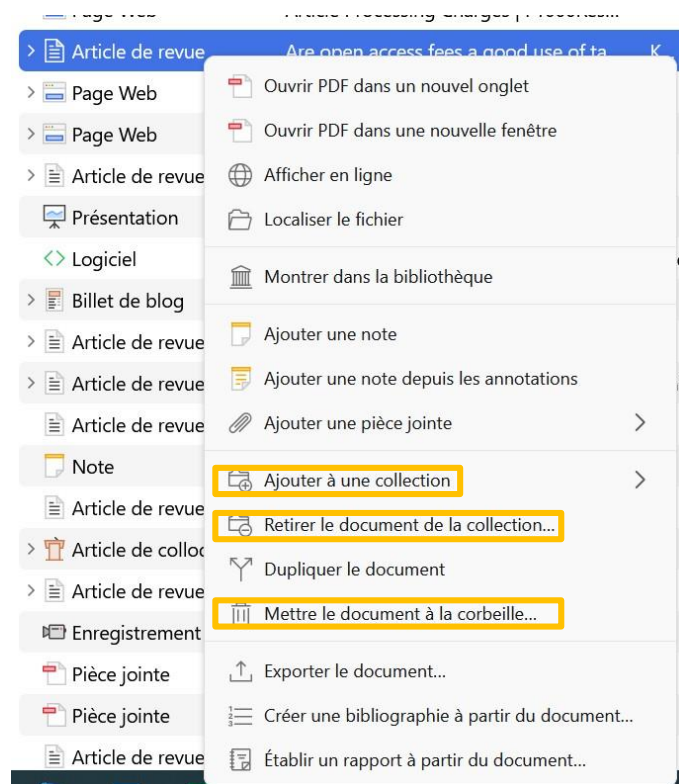 Article de revue Are open access fees a good use of ta... K
Page Web
Page Web
Article de revue
Présentation
Logiciel
Billet de blog
Article de revue
Article de revue
Article de revue
Note
Article de revue
Article de
Article de revue
Enregistrement
Pièce jointe
Pièce jointe
Article de revue
Ouvrir PDF dans un nouvel onglet
Ouvrir PDF dans une nouvelle fenêtre
Afficher en ligne
Localiser le fichier
Montrer dans la bibliothèque
Ajouter une note
Ajouter une note depuis les annotations
Ajouter une pièce jointe
Ajouter à une collection
Retirer le document de la collection...
Dupliquer le document
Mettre le document à la corbeille...
Exporter le document...
Créer une bibliographie à partir du document...
Établir un rapport à partir du document...